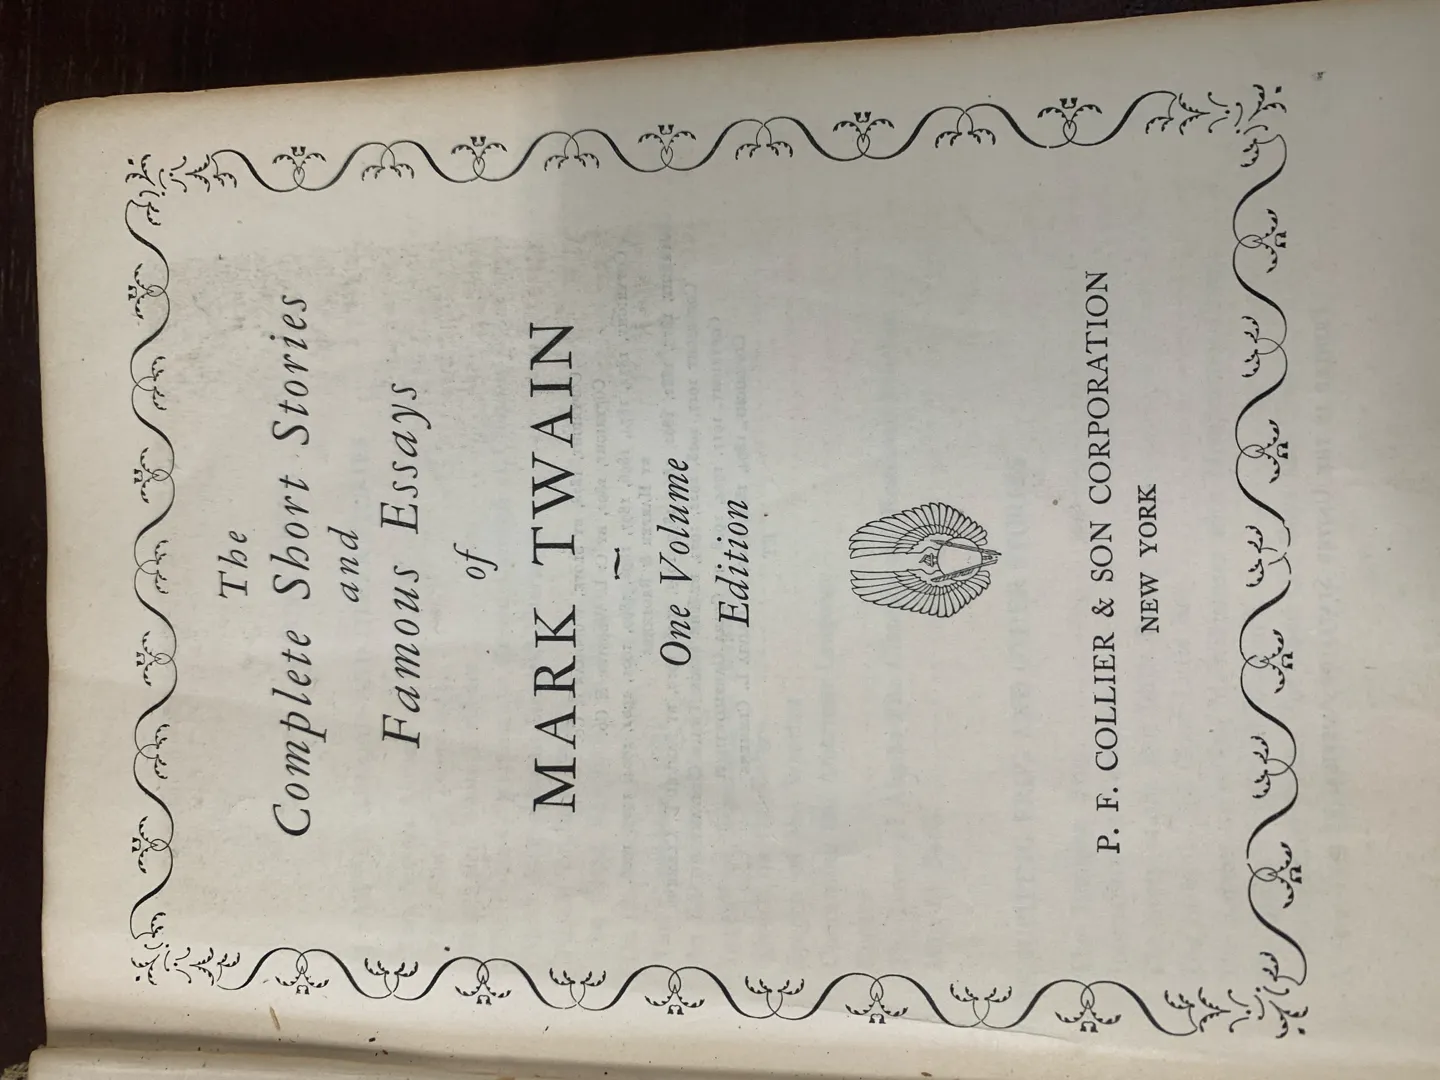 The
Complete Short Stories
and
Famous Essays
of
MARK TWAIN
~
One Volume
Edition
P. F. COLLIER & SON CORPORATION
NEW YORK